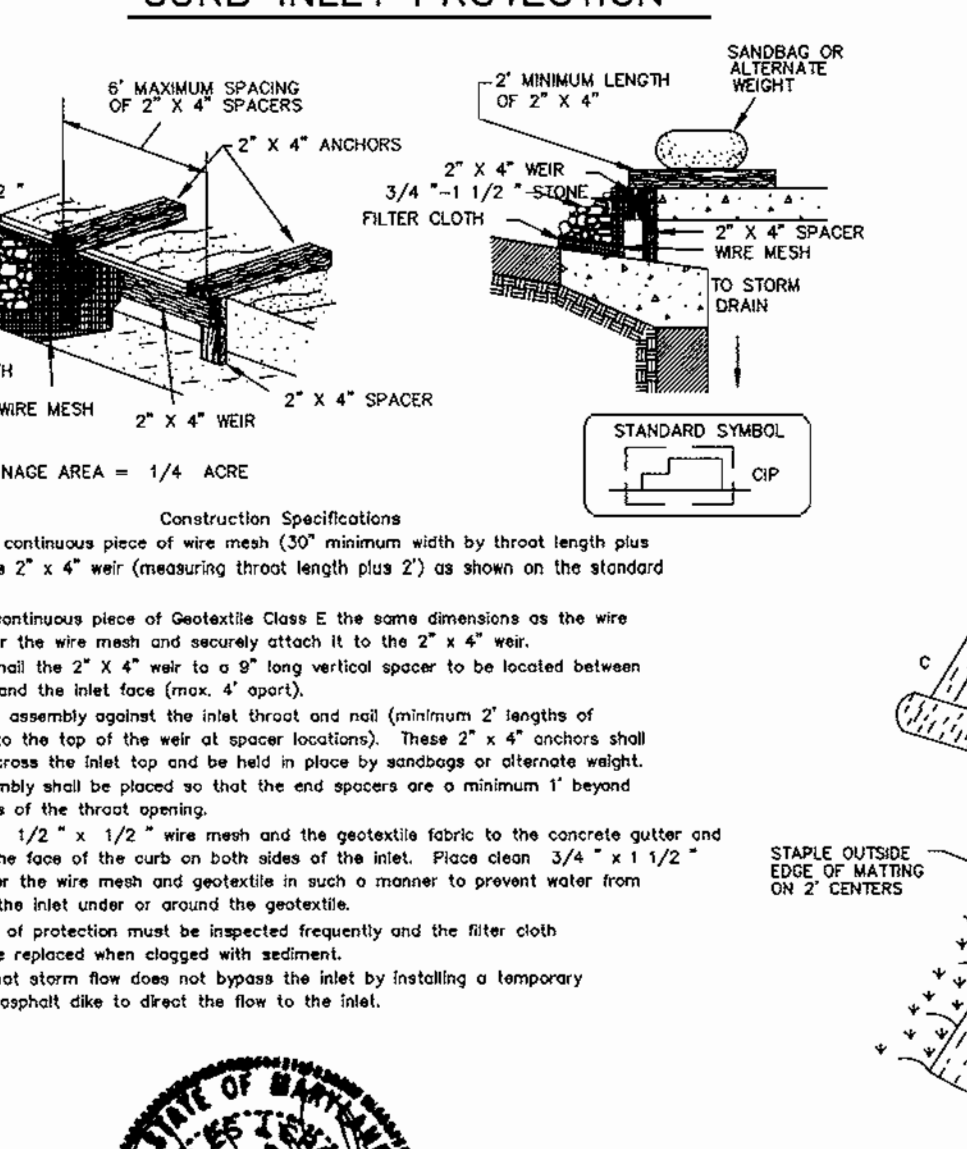 CURB INLET PROTECTION
6' MAXIMUM SPACING
OF 2" X 4" SPACERS
2" X 4" ANCHORS
2 "
WIRE MESH
2" X 4" WEIR
2" X 4" SPACER
2' MINIMUM LENGTH
OF 2" X 4"
SANDBAG OR
ALTERNATE
WEIGHT
2" X 4" WEIR
3/4 "-1 1/2 " STONE
FILTER CLOTH
2" X 4" SPACER
WIRE MESH
TO STORM
DRAIN
STANDARD SYMBOL
CIP
NAGE AREA = 1/4 ACRE
Construction Specifications
continuous piece of wire mesh (30" minimum width by throat length plus
2" x 4" weir (measuring throat length plus 2') as shown on the standard
continuous piece of Geotextile Class E the same dimensions as the wire
r the wire mesh and securely attach it to the 2" x 4" weir.
nail the 2" X 4" weir to a 9" long vertical spacer to be located between
and the inlet face (max. 4' apart).
assembly against the inlet throat and nail (minimum 2' lengths of
to the top of the weir at spacer locations). These 2" x 4" anchors shall
cross the inlet top and be held in place by sandbags or alternate weight.
mbly shall be placed so that the end spacers are a minimum 1' beyond
s of the throat opening.
1/2 " x 1/2 " wire mesh and the geotextile fabric to the concrete gutter and
he face of the curb on both sides of the inlet. Place clean 3/4 " x 1 1/2 "
er the wire mesh and geotextile in such a manner to prevent water from
the inlet under or around the geotextile.
of protection must be inspected frequently and the filter cloth
e replaced when clogged with sediment.
hat storm flow does not bypass the inlet by installing a temporary
asphalt dike to direct the flow to the inlet.
C
STAPLE OUTSIDE
EDGE OF MATTING
ON 2' CENTERS
STATE OF MARYLAND